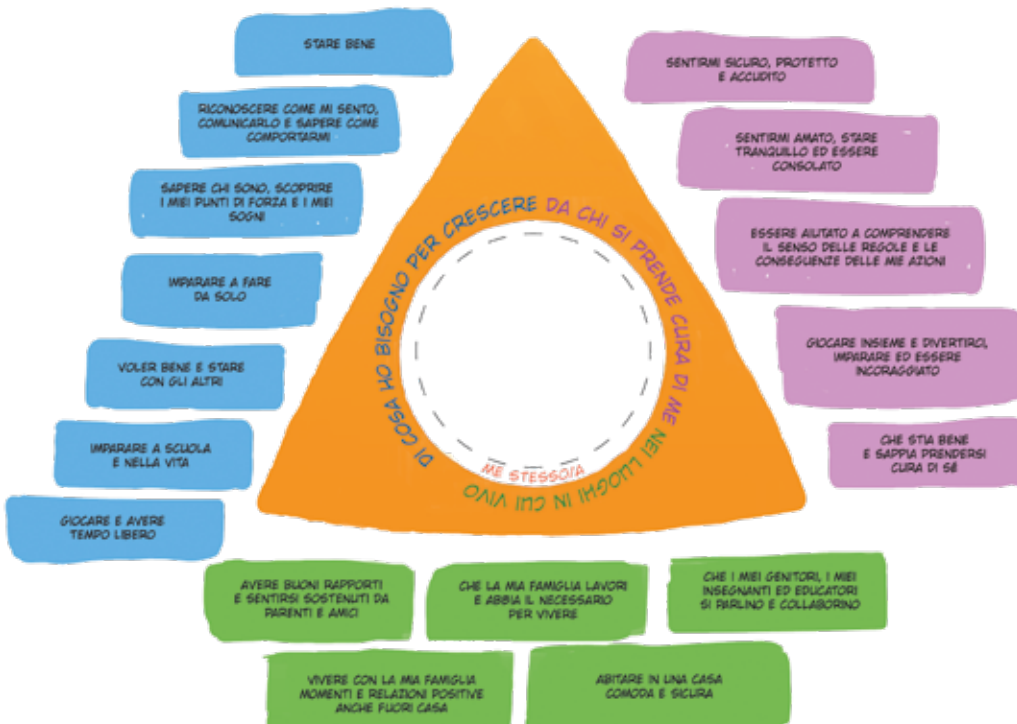 STARE BENE
RICONOSCERE COME MI SENTO,
COMUNICARLO E SAPERE COME
COMPORTARMI
SAPERE CHI SONO, SCOPRIRE
I MIEI PUNTI DI FORZA E I MIEI
SOGNI
IMPARARE A FARE
DA SOLO
VOLER BENE E STARE
CON GLI ALTRI
IMPARARE A SCUOLA
E NELLA VITA
GIOCARE E AVERE
TEMPO LIBERO
DI COSA HO BISOGNO PER CRESCERE
DA CHI SI PRENDE CURA DI ME
NEI LUOGHI IN CUI VIVO
ME STESSO/A
SENTIRMI SICURO, PROTETTO
E ACCUDITO
SENTIRMI AMATO, STARE
TRANQUILLO ED ESSERE
CONSOLATO
ESSERE AIUTATO A COMPRENDERE
IL SENSO DELLE REGOLE E LE
CONSEGUENZE DELLE MIE AZIONI
GIOCARE INSIEME E DIVERTIRCI,
IMPARARE ED ESSERE
INCORAGGIATO
CHE STIA BENE
E SAPPIA PRENDERSI
CURA DI SÉ
AVERE BUONI RAPPORTI
E SENTIRSI SOSTENUTI DA
PARENTI E AMICI
CHE LA MIA FAMIGLIA LAVORI
E ABBIA IL NECESSARIO
PER VIVERE
CHE I MIEI GENITORI, I MIEI
INSEGNANTI ED EDUCATORI
SI PARLINO E COLLABORINO
VIVERE CON LA MIA FAMIGLIA
MOMENTI E RELAZIONI POSITIVE
ANCHE FUORI CASA
ABITARE IN UNA CASA
COMODA E SICURA